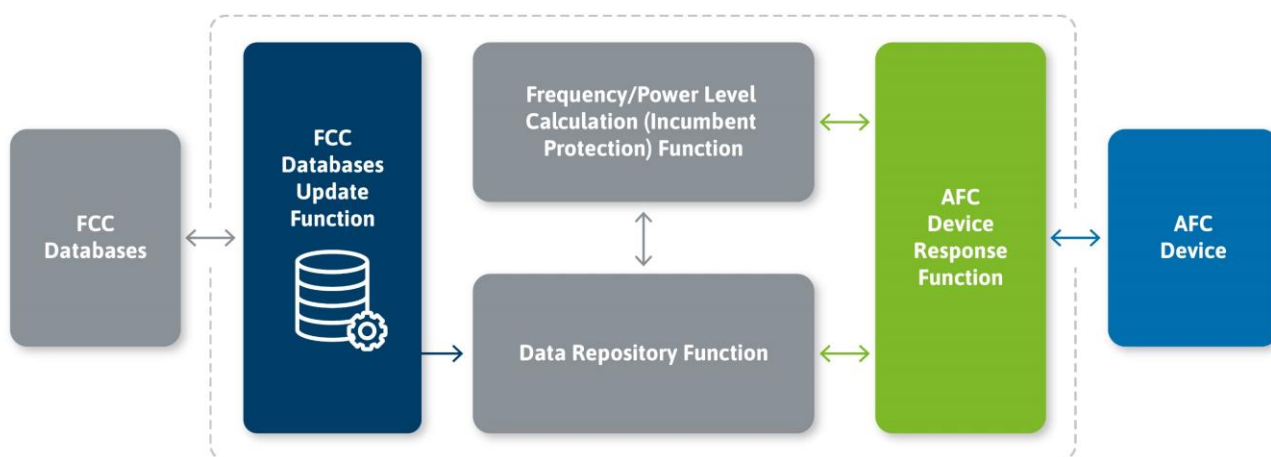 FCC
Databases
FCC
Databases
Update
Function
Frequency/Power Level
Calculation (Incumbent
Protection) Function
Data Repository Function
AFC
Device
Response
Function
AFC
Device